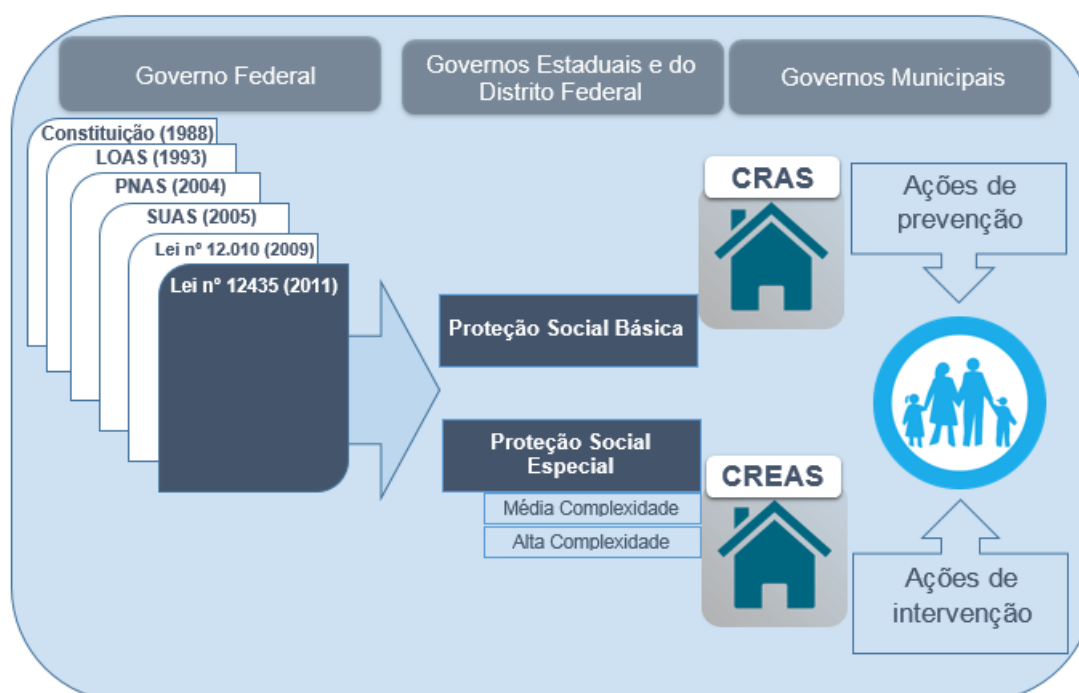 Governo Federal
Governos Estaduais e do
Distrito Federal
Governos Municipais
Constituição (1988)
LOAS (1993)
PNAS (2004)
SUAS (2005)
Lei nº 12.010 (2009)
Lei nº 12435 (2011)
Proteção Social Básica
Proteção Social
Especial
Média Complexidade
Alta Complexidade
CRAS
CREAS
Ações de
prevenção
Ações de
intervenção